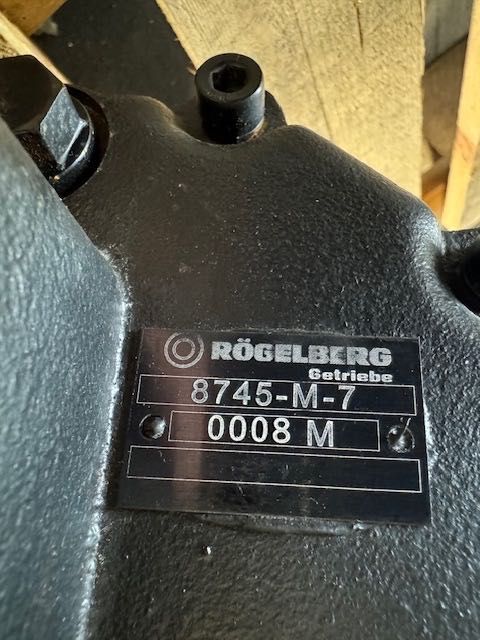 RÖGELBERG
Getriebe
8745-M-7
0008 M